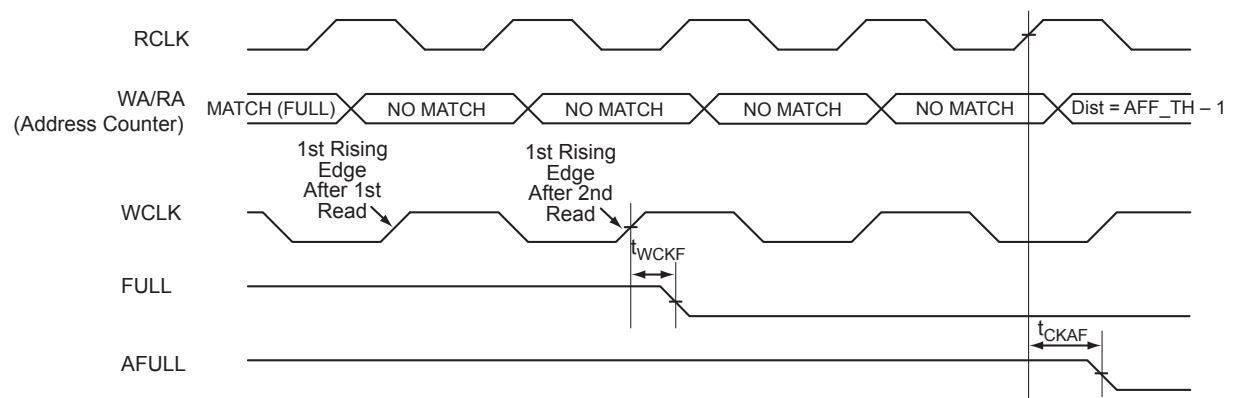 RCLK
WA/RA
(Address Counter)
MATCH (FULL)
NO MATCH
NO MATCH
NO MATCH
NO MATCH
Dist = AFF_TH – 1
1st Rising
Edge
After 1st
Read
1st Rising
Edge
After 2nd
Read
WCLK
tWCKF
FULL
tCKAF
AFULL